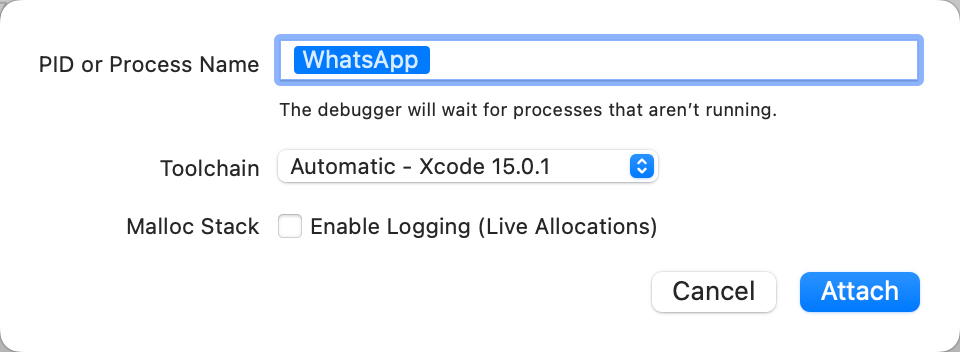 PID or Process Name WhatsApp
The debugger will wait for processes that aren’t running.
Toolchain Automatic - Xcode 15.0.1
Malloc Stack Enable Logging (Live Allocations)
Cancel Attach